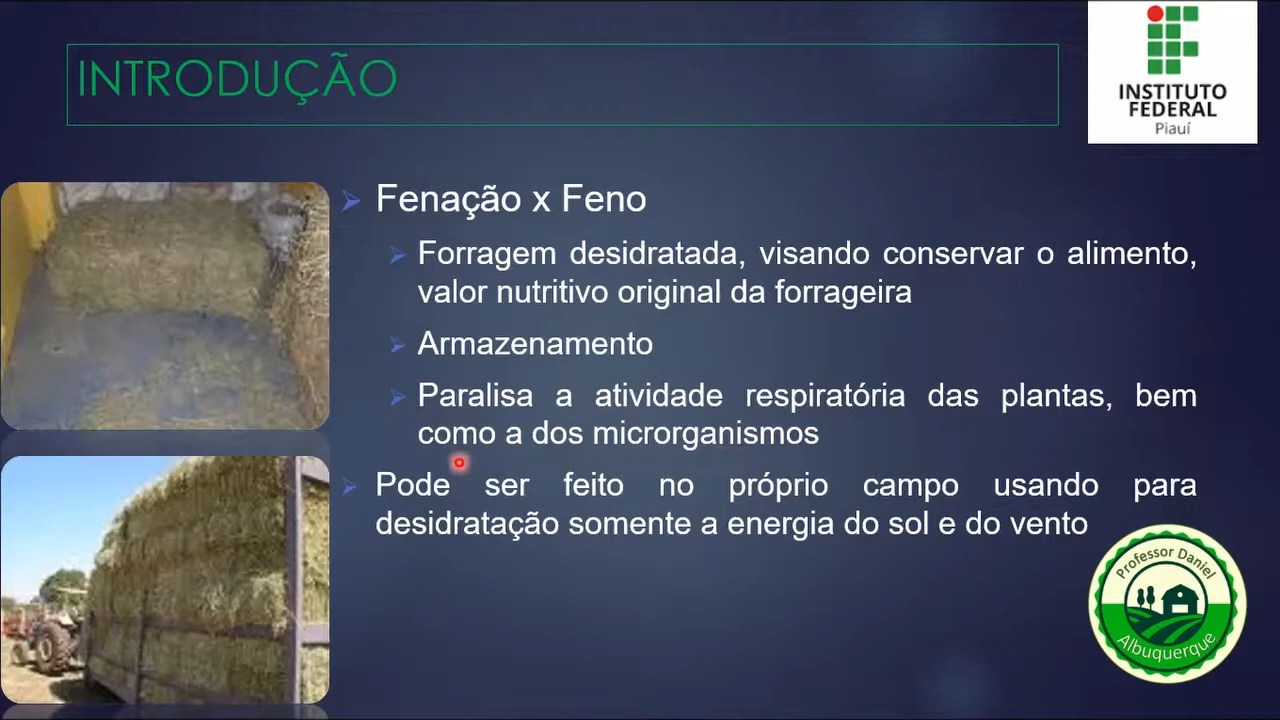 INTRODUÇÃO
INSTITUTO
FEDERAL
Piauí
Fenação x Feno
Forragem desidratada, visando conservar o alimento,
valor nutritivo original da forrageira
Armazenamento
Paralisa a atividade respiratória das plantas, bem
como a dos microrganismos
Pode ser feito no próprio campo usando para
desidratação somente a energia do sol e do vento
Professor Daniel
Albuquerque